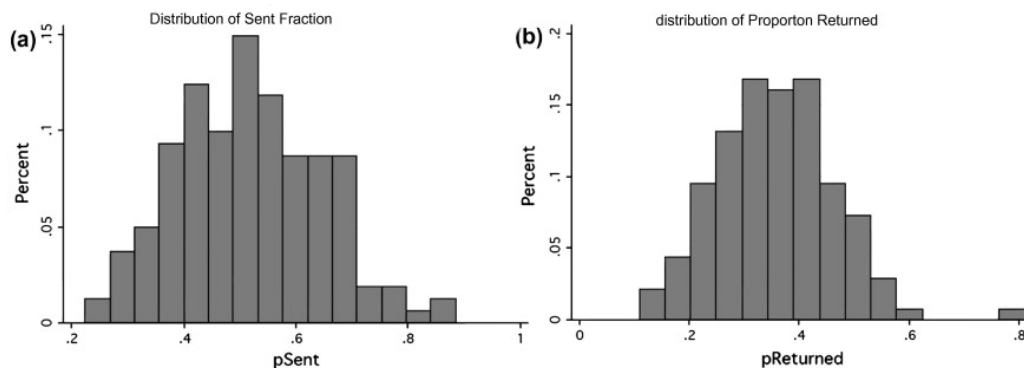 (a)
Distribution of Sent Fraction
Percent
.15
.1
.05
0
.2
.4
.6
.8
1
pSent
(b)
distribution of Proporton Returned
Percent
.2
.15
.1
.05
0
0
.2
.4
.6
.8
pReturned